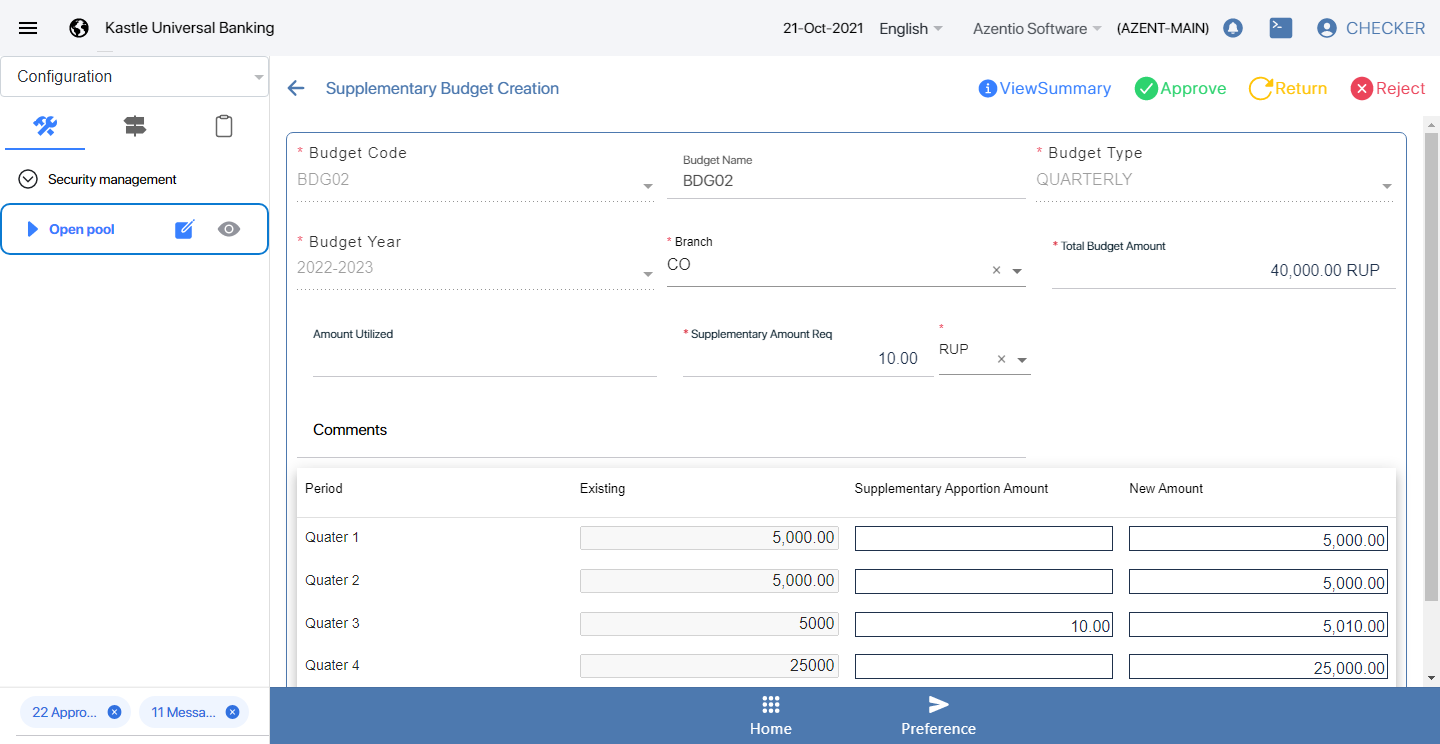 Kastle Universal Banking
21-Oct-2021 English Azentio Software (AZENT-MAIN) CHECKER
Configuration
Security management
Open pool
22 Appro...
11 Messa...
Supplementary Budget Creation
ViewSummary Approve Return Reject
* Budget Code
BDG02
Budget Name
BDG02
* Budget Type
QUARTERLY
* Budget Year
2022-2023
* Branch
CO
* Total Budget Amount
40,000.00 RUP
Amount Utilized
* Supplementary Amount Req
10.00
*
RUP
Comments
Period Existing Supplementary Apportion Amount New Amount
Quater 1 5,000.00 5,000.00
Quater 2 5,000.00 5,000.00
Quater 3 5000 10.00 5,010.00
Quater 4 25000 25,000.00
Home Preference